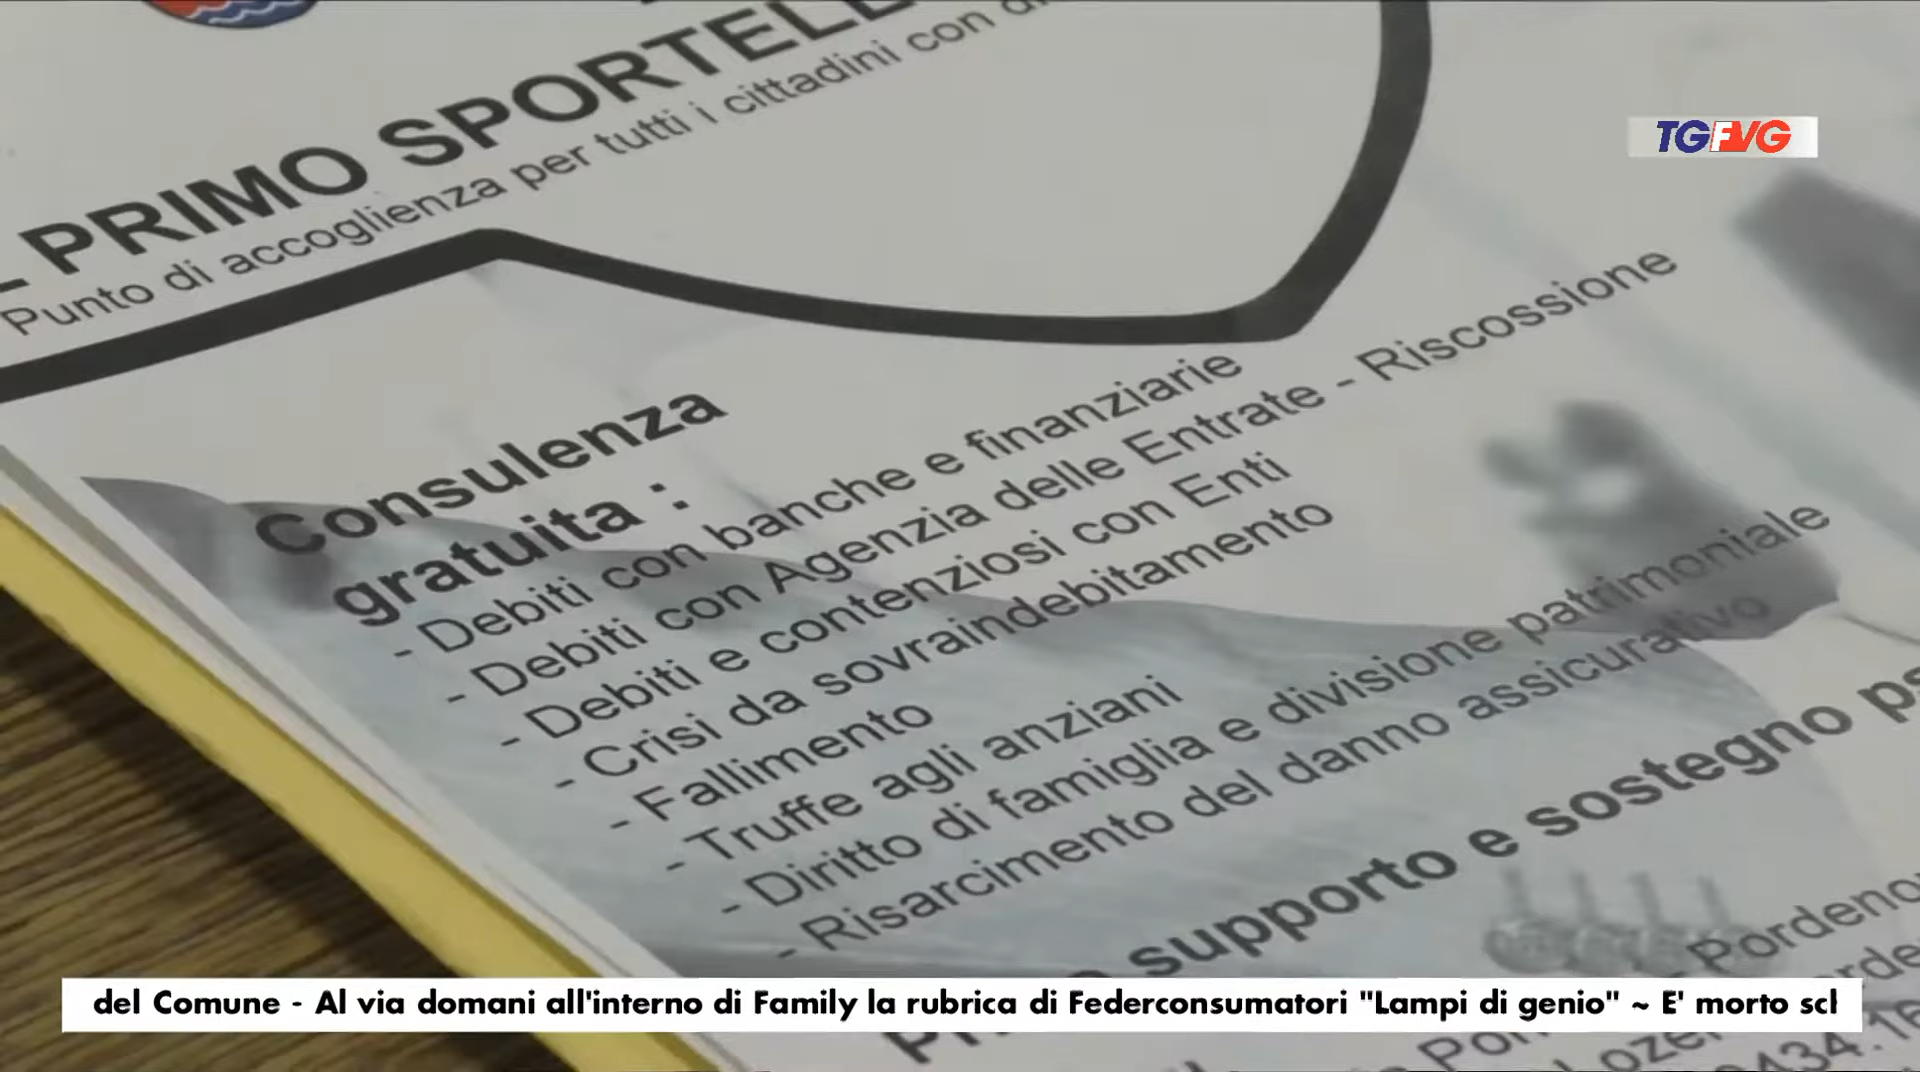 PRIMO SPORTELL
Punto di accoglienza per tutti i cittadini con
TGFVG
Consulenza
gratuita :
- Debiti con banche e finanziarie
- Debiti con Agenzia delle Entrate - Riscossione
- Debiti e contenziosi con Enti
- Crisi da sovraindebitamento
- Fallimento
- Truffe agli anziani
- Diritto di famiglia e divisione patrimoniale
- Risarcimento del danno assicurativo
supporto e sostegno ps
Pordeno
0434.16
del Comune - Al via domani all'interno di Family la rubrica di Federconsumatori "Lampi di genio" ~ E' morto scl